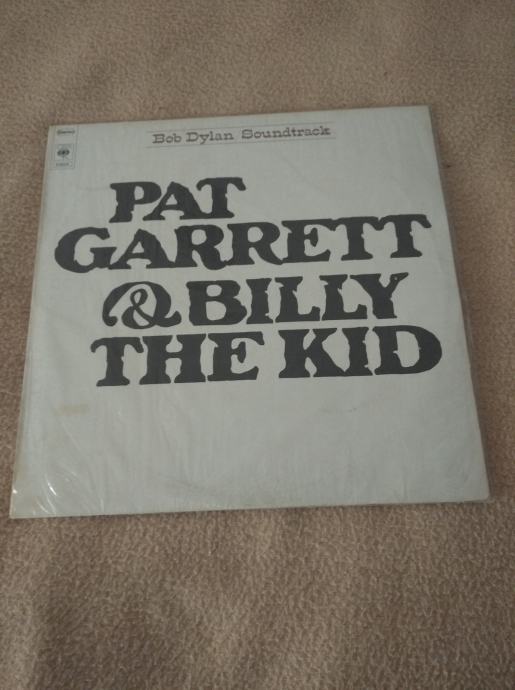 Bob Dylan Soundtrack
PAT
GARRETT
& BILLY
THE KID